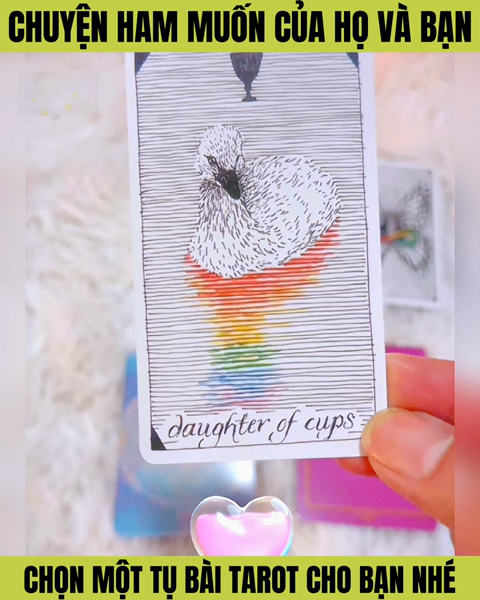 CHUYỆN HAM MUỐN CỦA HỌ VÀ BẠN
daughter of cups
CHỌN MỘT TỤ BÀI TAROT CHO BẠN NHÉ